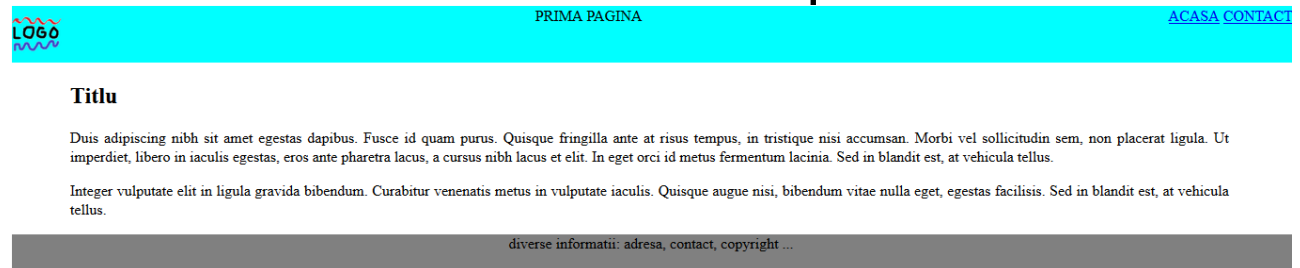 LOGO
PRIMA PAGINA
ACASA CONTACT
Titlu
Duis adipiscing nibh sit amet egestas dapibus. Fusce id quam purus. Quisque fringilla ante at risus tempus, in tristique nisi accumsan. Morbi vel sollicitudin sem, non placerat ligula. Ut
imperdiet, libero in iaculis egestas, eros ante pharetra lacus, a cursus nibh lacus et elit. In eget orci id metus fermentum lacinia. Sed in blandit est, at vehicula tellus.
Integer vulputate elit in ligula gravida bibendum. Curabitur venenatis metus in vulputate iaculis. Quisque augue nisi, bibendum vitae nulla eget, egestas facilisis. Sed in blandit est, at vehicula
tellus.
diverse informatii: adresa, contact, copyright ...